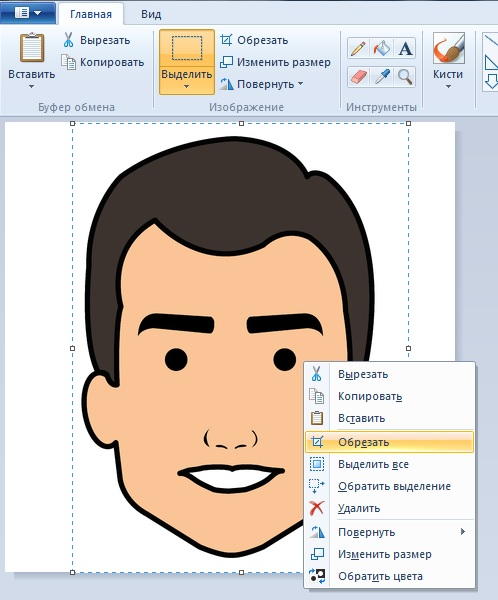 Главная Вид
Вставить
Вырезать
Копировать
Буфер обмена
Выделить
Обрезать
Изменить размер
Повернуть
Изображение
A
Инструменты
Кисти
Вырезать
Копировать
Вставить
Обрезать
Выделить все
Обратить выделение
Удалить
Повернуть
Изменить размер
Обратить цвета